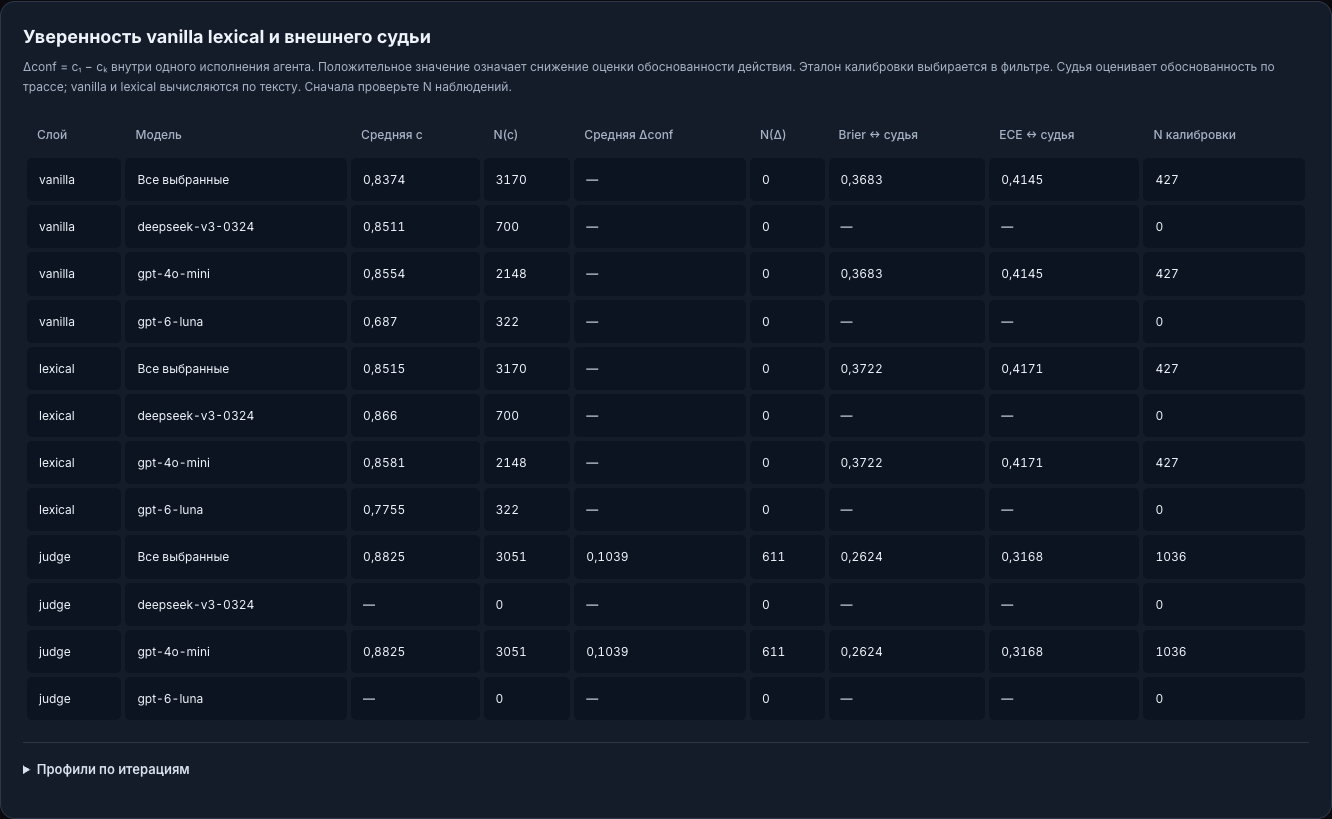 Уверенность vanilla lexical и внешнего судьи
Δconf = c₁ − cₖ внутри одного исполнения агента. Положительное значение означает снижение оценки обоснованности действия. Эталон калибровки выбирается в фильтре. Судья оценивает обоснованность по
трассе; vanilla и lexical вычисляются по тексту. Сначала проверьте N наблюдений.
Слой Модель Средняя c N(c) Средняя Δconf N(Δ) Brier ↔ судья ECE ↔ судья N калибровки
vanilla Все выбранные 0,8374 3170 — 0 0,3683 0,4145 427
vanilla deepseek-v3-0324 0,8511 700 — 0 — — 0
vanilla gpt-4o-mini 0,8554 2148 — 0 0,3683 0,4145 427
vanilla gpt-6-luna 0,687 322 — 0 — — 0
lexical Все выбранные 0,8515 3170 — 0 0,3722 0,4171 427
lexical deepseek-v3-0324 0,866 700 — 0 — — 0
lexical gpt-4o-mini 0,8581 2148 — 0 0,3722 0,4171 427
lexical gpt-6-luna 0,7755 322 — 0 — — 0
judge Все выбранные 0,8825 3051 0,1039 611 0,2624 0,3168 1036
judge deepseek-v3-0324 — 0 — 0 — — 0
judge gpt-4o-mini 0,8825 3051 0,1039 611 0,2624 0,3168 1036
judge gpt-6-luna — 0 — 0 — — 0
▶ Профили по итерациям